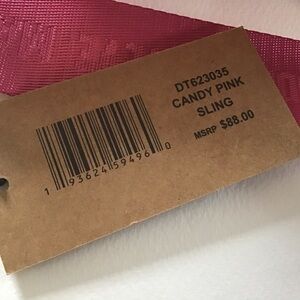 DT623035
CANDY PINK
SLING
MSRP $88.00
1 93624 59496 0